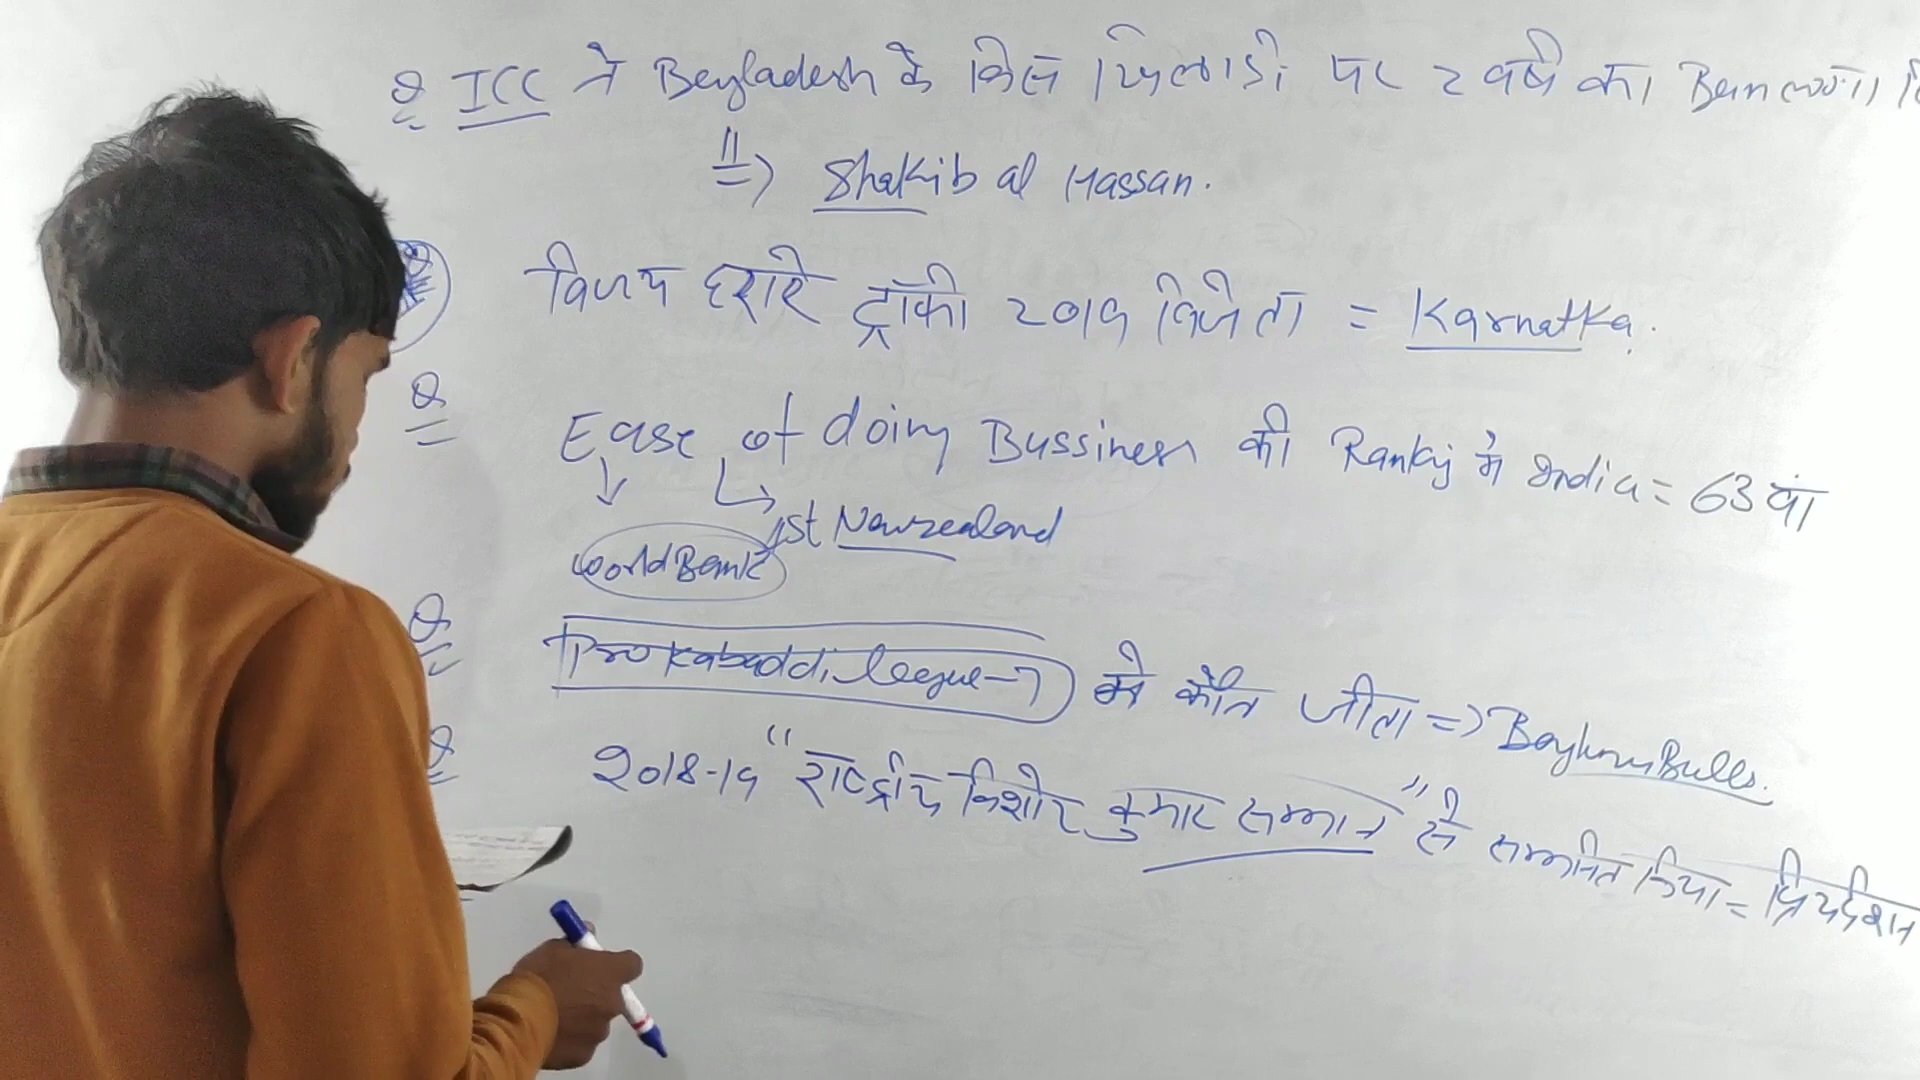 Q ICC ने Bangladesh के किस खिलाडी पर 2 वर्ष का Ban लगाया
=> Shakib al Hassan.
विजय हजारे ट्रॉफी 2019 विजेता = Karnatka.
Q Ease of doing Bussiness की Ranking मे India = 63 वां
1st Newzealand
World Bank
Q Pro Kabaddi league-7 मे कौन जीता => Bengluru Bulls.
Q 2018-19 "राष्ट्रीय किशोर कुमार सम्मान" से सम्मानित किया = प्रियदर्शन